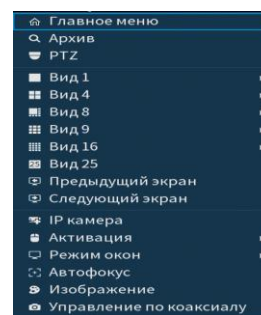 Главное меню
Архив
PTZ
Вид 1
Вид 4
Вид 8
Вид 9
Вид 16
Вид 25
Предыдущий экран
Следующий экран
IP камера
Активация
Режим окон
Автофокус
Изображение
Управление по коаксиалу